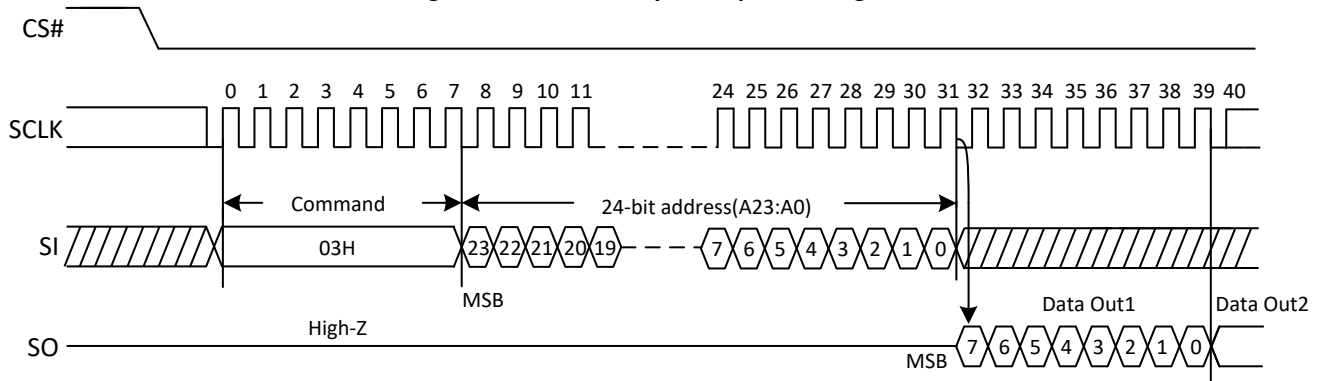 CS#
0 1 2 3 4 5 6 7 8 9 10 11 24 25 26 27 28 29 30 31 32 33 34 35 36 37 38 39 40
SCLK
Command 24-bit address(A23:A0)
SI 03H 23 22 21 20 19 7 6 5 4 3 2 1 0
MSB Data Out1 Data Out2
High-Z
SO MSB 7 6 5 4 3 2 1 0